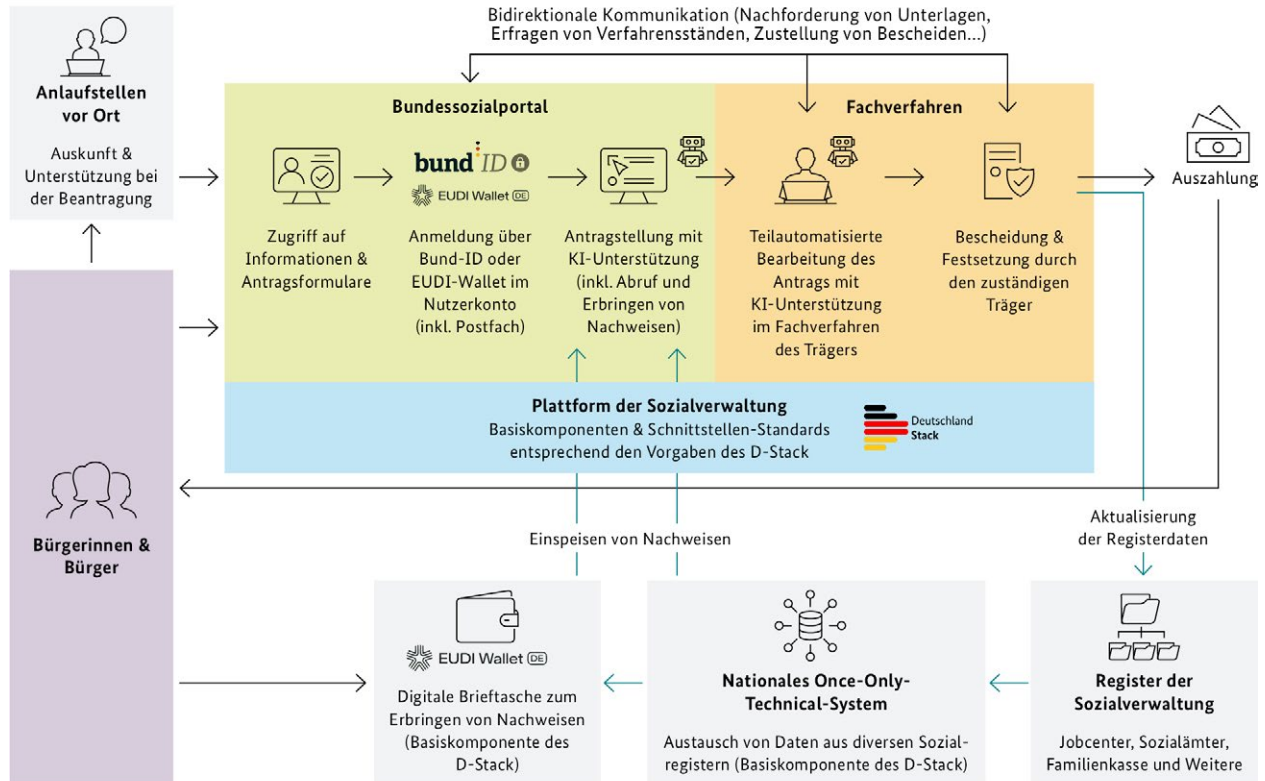 Bidirektionale Kommunikation (Nachforderung von Unterlagen,
Erfragen von Verfahrensständen, Zustellung von Bescheiden…)
Anlaufstellen
vor Ort
Auskunft &
Unterstützung bei
der Beantragung
Bundessozialportal
Zugriff auf
Informationen &
Antragsformulare
bund ID
EUDI Wallet DE
Anmeldung über
Bund-ID oder
EUDI-Wallet im
Nutzerkonto
(inkl. Postfach)
Antragstellung mit
KI-Unterstützung
(inkl. Abruf und
Erbringen von
Nachweisen)
Fachverfahren
Teilautomatisierte
Bearbeitung des
Antrags mit
KI-Unterstützung
im Fachverfahren
des Trägers
Bescheidung &
Festsetzung durch
den zuständigen
Träger
Auszahlung
Plattform der Sozialverwaltung
Basiskomponenten & Schnittstellen-Standards
entsprechend den Vorgaben des D-Stack
Deutschland
Stack
Bürgerinnen &
Bürger
Einspeisen von Nachweisen
Aktualisierung
der Registerdaten
EUDI Wallet DE
Digitale Brieftasche zum
Erbringen von Nachweisen
(Basiskomponente des
D-Stack)
Nationales Once-Only-
Technical-System
Austausch von Daten aus diversen Sozial-
registern (Basiskomponente des D-Stack)
Register der
Sozialverwaltung
Jobcenter, Sozialämter,
Familienkasse und Weitere